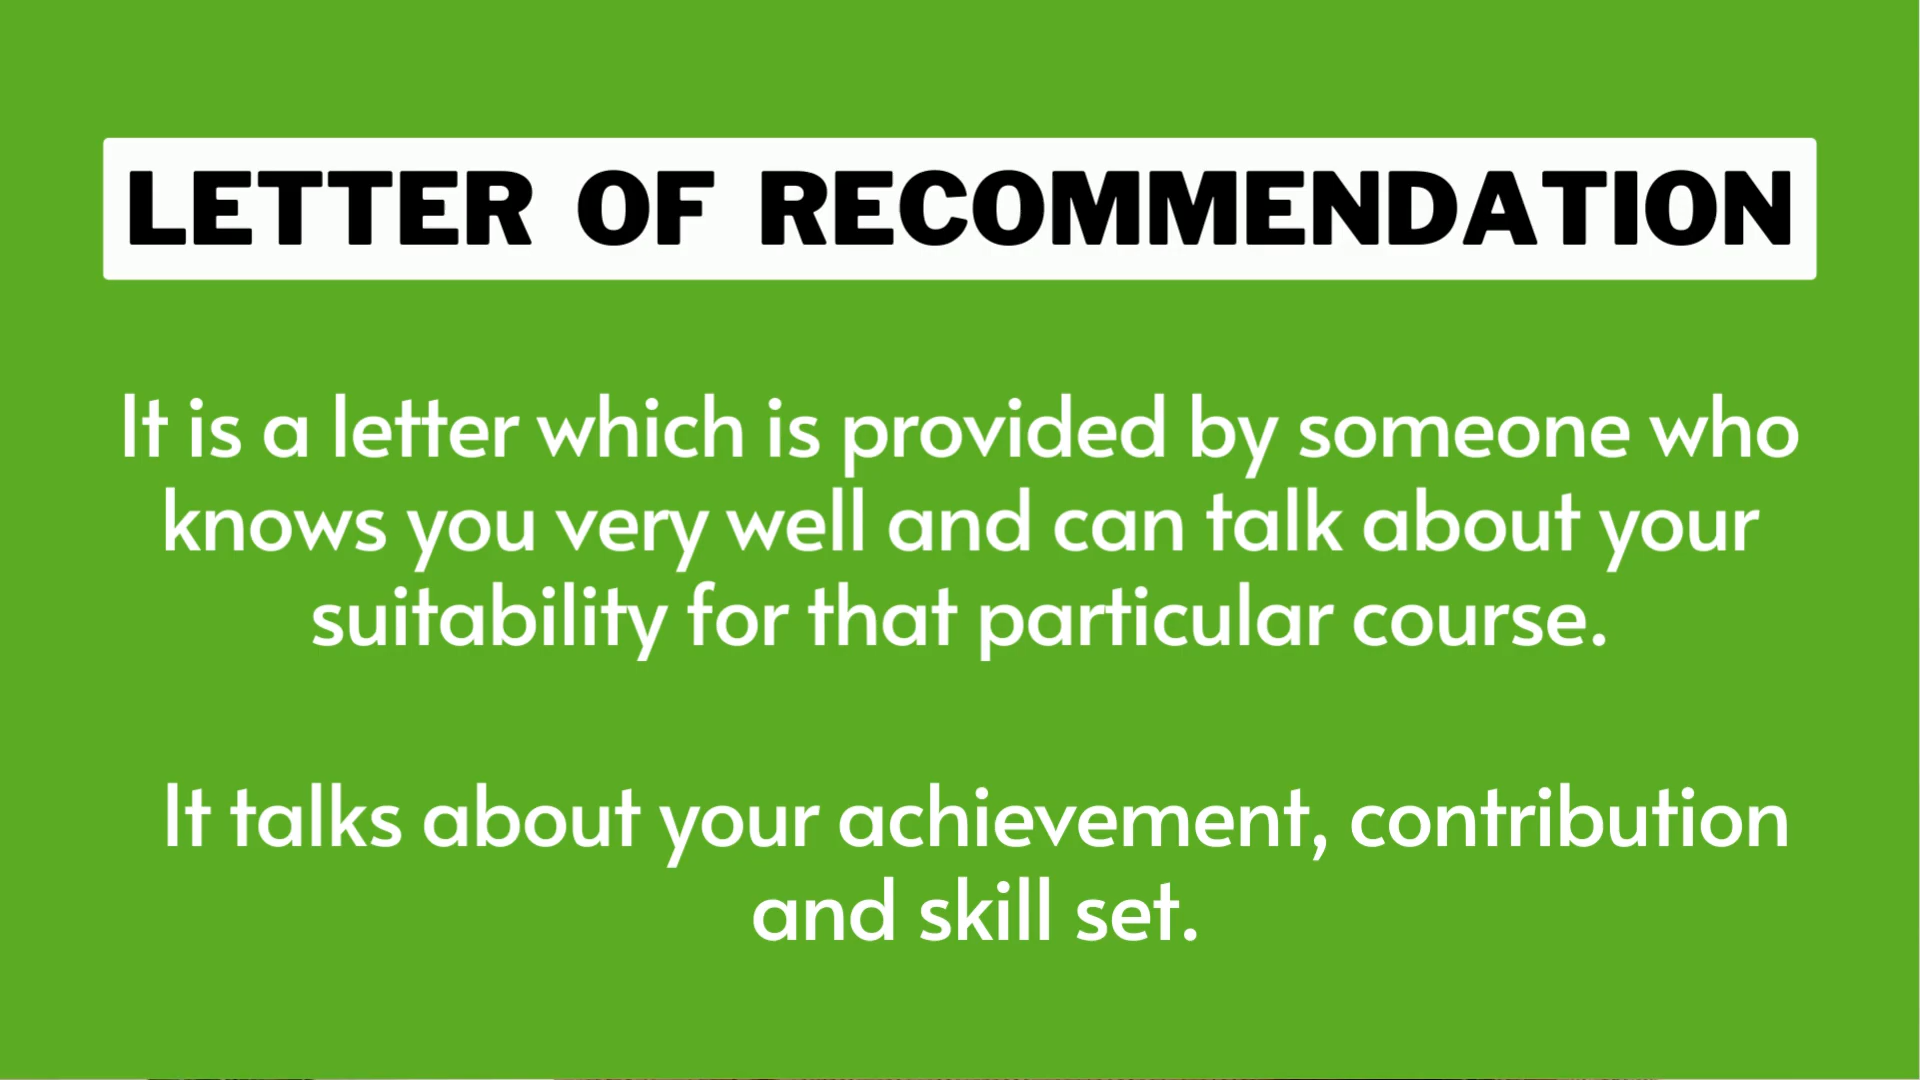 LETTER OF RECOMMENDATION
It is a letter which is provided by someone who
knows you very well and can talk about your
suitability for that particular course.
It talks about your achievement, contribution
and skill set.